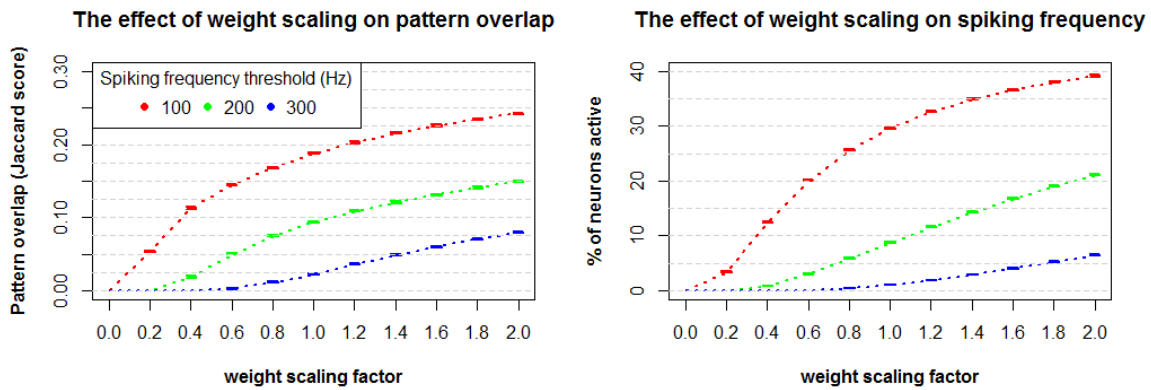 The effect of weight scaling on pattern overlap
Pattern overlap (Jaccard score)
0.30
0.20
0.10
0.00
Spiking frequency threshold (Hz)
100 200 300
0.0 0.2 0.4 0.6 0.8 1.0 1.2 1.4 1.6 1.8 2.0
weight scaling factor
The effect of weight scaling on spiking frequency
% of neurons active
40
30
20
10
0
0.0 0.2 0.4 0.6 0.8 1.0 1.2 1.4 1.6 1.8 2.0
weight scaling factor